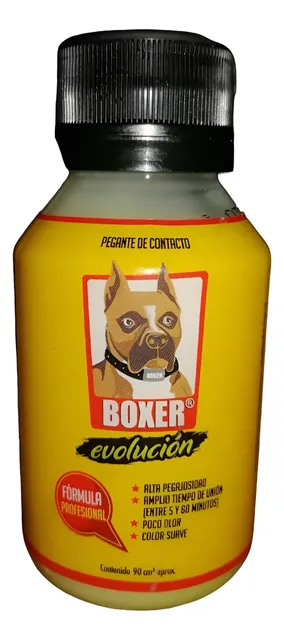 PEGANTE DE CONTACTO
BOXER
BOXER®
evolución
FÓRMULA
PROFESIONAL
★ ALTA PEGAJOSIDAD
★ AMPLIO TIEMPO DE UNIÓN
(ENTRE 5 Y 60 MINUTOS)
★ POCO OLOR
★ COLOR SUAVE
Contenido 90 cm³ aprox.